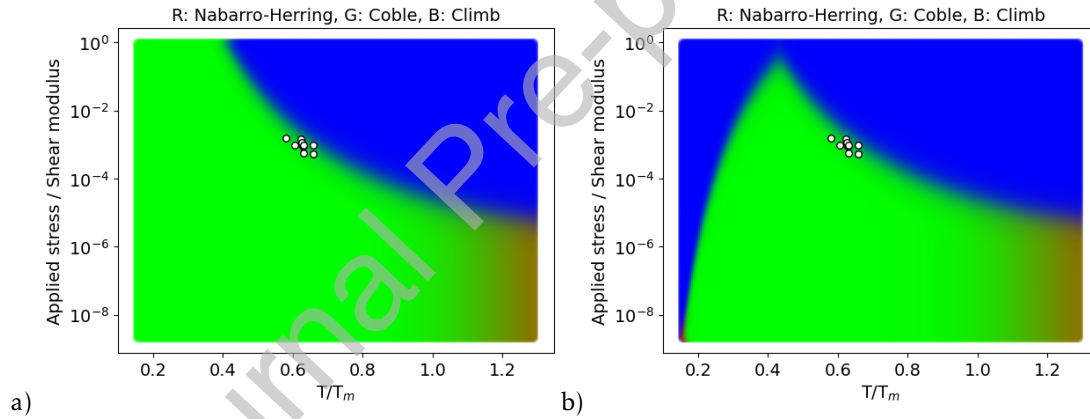 R: Nabarro-Herring, G: Coble, B: Climb
Applied stress / Shear modulus
10⁰
10⁻²
10⁻⁴
10⁻⁶
10⁻⁸
0.2 0.4 0.6 0.8 1.0 1.2
T/Tₘ
a)
R: Nabarro-Herring, G: Coble, B: Climb
Applied stress / Shear modulus
10⁰
10⁻²
10⁻⁴
10⁻⁶
10⁻⁸
0.2 0.4 0.6 0.8 1.0 1.2
T/Tₘ
b)
urnal Pre-p